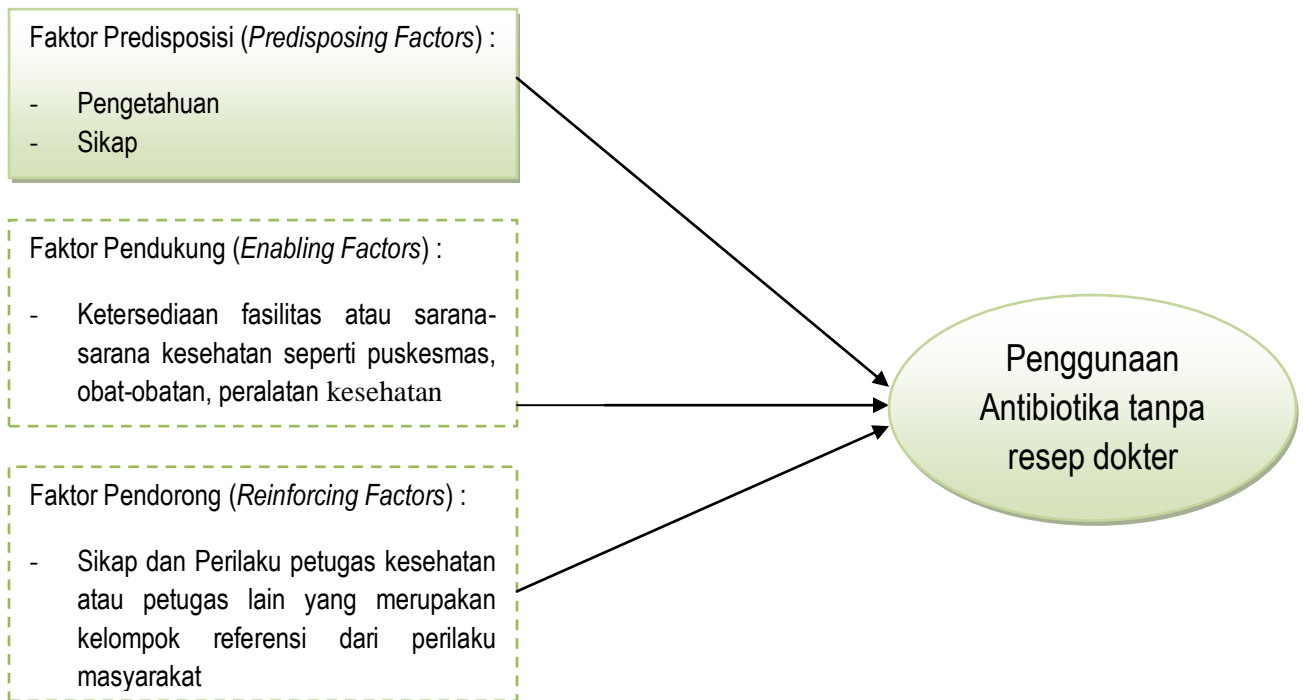 Faktor Predisposisi (Predisposing Factors) :
- Pengetahuan
- Sikap
Faktor Pendukung (Enabling Factors) :
- Ketersediaan fasilitas atau sarana-
sarana kesehatan seperti puskesmas,
obat-obatan, peralatan kesehatan
Faktor Pendorong (Reinforcing Factors) :
- Sikap dan Perilaku petugas kesehatan
atau petugas lain yang merupakan
kelompok referensi dari perilaku
masyarakat
Penggunaan
Antibiotika tanpa
resep dokter